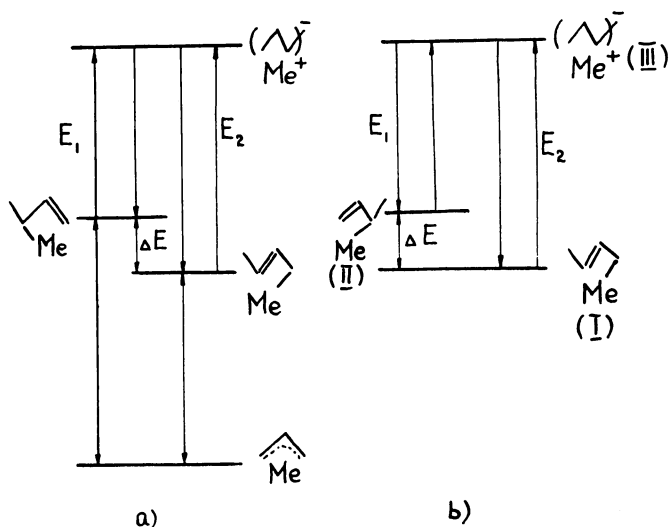 ( )⁻
Me⁺
E₁
E₂
Me
ΔE
Me
Me
a)
( )⁻
Me⁺ (III)
E₁
E₂
Me
(II)
ΔE
Me
(I)
b)